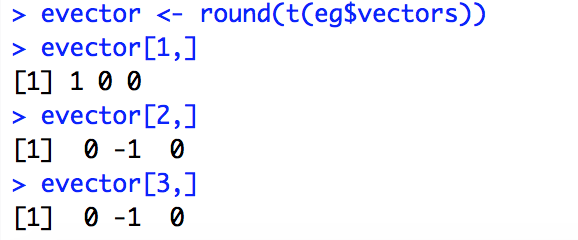 > evector <- round(t(eg$vectors))
> evector[1,]
[1] 1 0 0
> evector[2,]
[1]  0 -1  0
> evector[3,]
[1]  0 -1  0